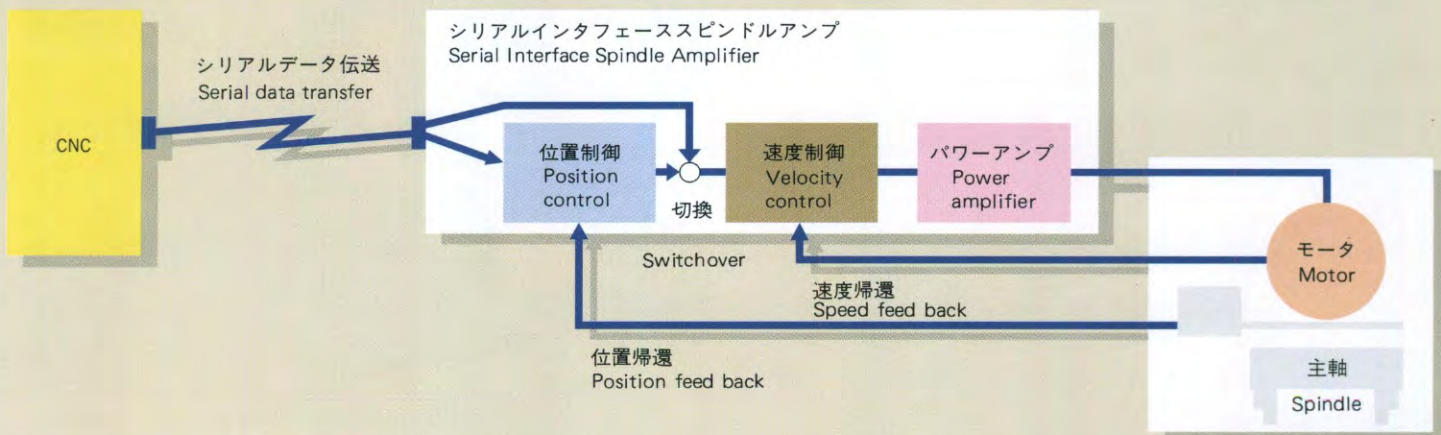 シリアルインタフェーススピンドルアンプ
Serial Interface Spindle Amplifier
シリアルデータ伝送
Serial data transfer
CNC
位置制御
Position
control
切換
Switchover
速度制御
Velocity
control
パワーアンプ
Power
amplifier
モータ
Motor
速度帰還
Speed feed back
位置帰還
Position feed back
主軸
Spindle